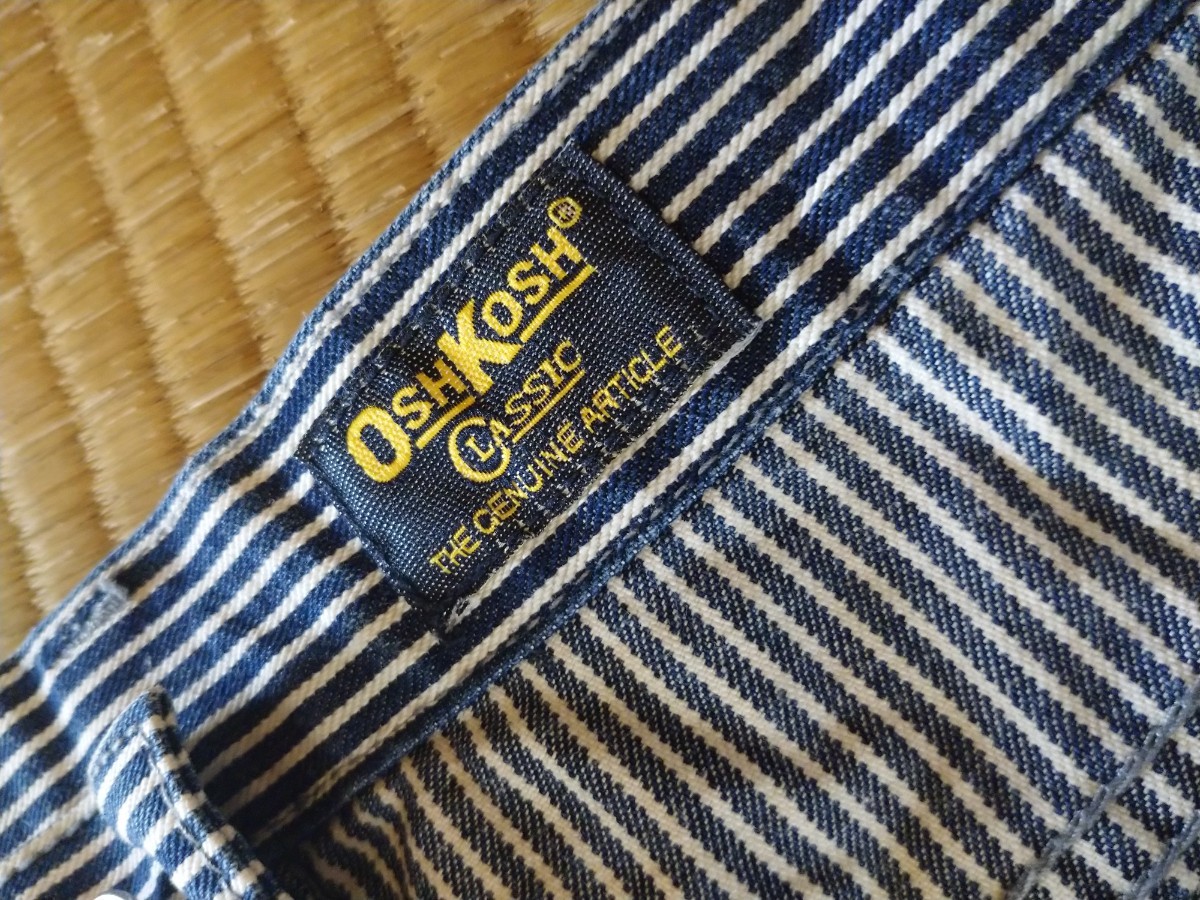 OSHKOSH®
CLASSIC
THE GENUINE ARTICLE